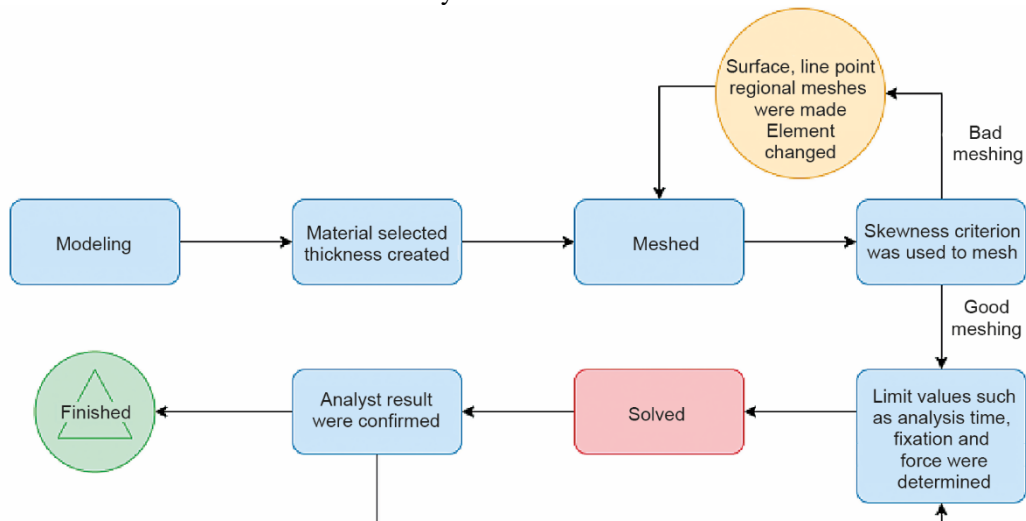 Surface, line point
regional meshes
were made
Element
changed
Bad
meshing
Modeling
Material selected
thickness created
Meshed
Skewness criterion
was used to mesh
Good
meshing
Finished
Analyst result
were confirmed
Solved
Limit values such
as analysis time,
fixation and
force were
determined